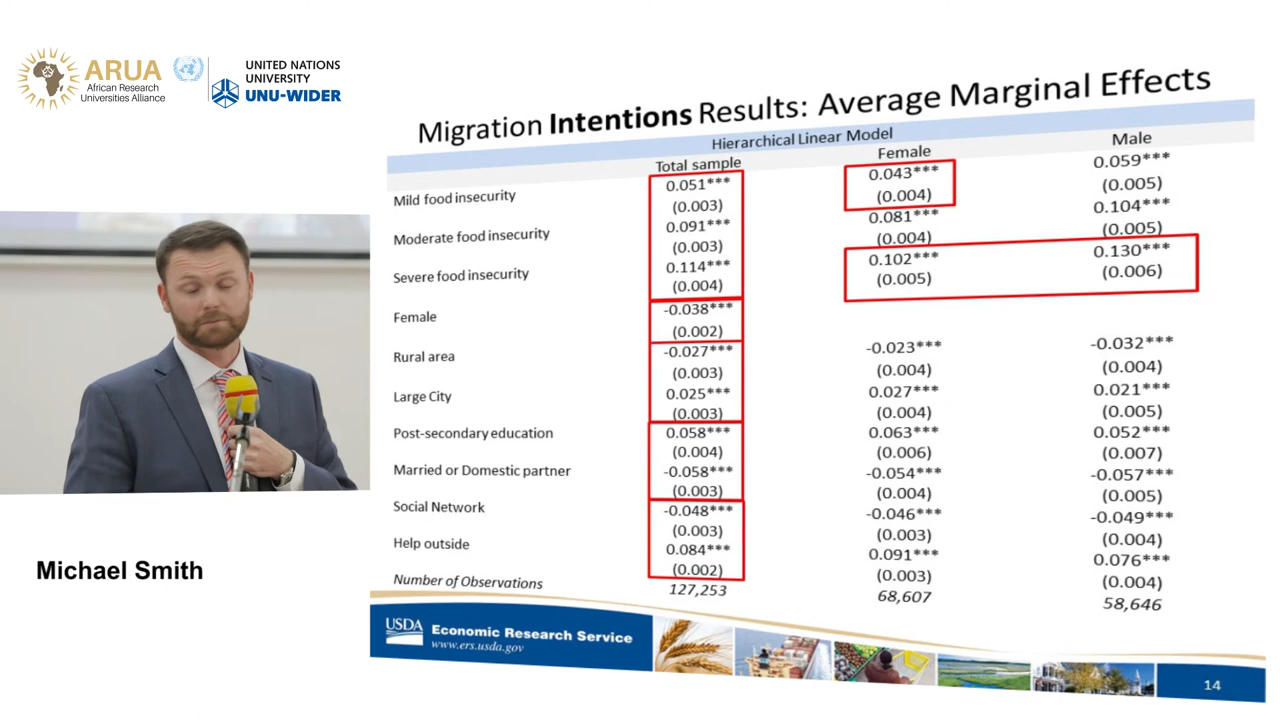 ARUA
African Research
Universities Alliance
UNITED NATIONS
UNIVERSITY
UNU-WIDER
Migration Intentions Results: Average Marginal Effects
Hierarchical Linear Model
Total sample Female Male
Mild food insecurity 0.051*** 0.043*** 0.059***
(0.003) (0.004) (0.005)
Moderate food insecurity 0.091*** 0.081*** 0.104***
(0.003) (0.004) (0.005)
Severe food insecurity 0.114*** 0.102*** 0.130***
(0.004) (0.005) (0.006)
Female -0.038***
(0.002)
Rural area -0.027*** -0.023*** -0.032***
(0.003) (0.004) (0.004)
Large City 0.025*** 0.027*** 0.021***
(0.003) (0.004) (0.005)
Post-secondary education 0.058*** 0.063*** 0.052***
(0.004) (0.006) (0.007)
Married or Domestic partner -0.058*** -0.054*** -0.057***
(0.003) (0.004) (0.005)
Social Network -0.048*** -0.046*** -0.049***
(0.003) (0.003) (0.004)
Help outside 0.084*** 0.091*** 0.076***
(0.002) (0.003) (0.004)
Number of Observations 127,253 68,607 58,646
Michael Smith
USDA Economic Research Service
www.ers.usda.gov
14